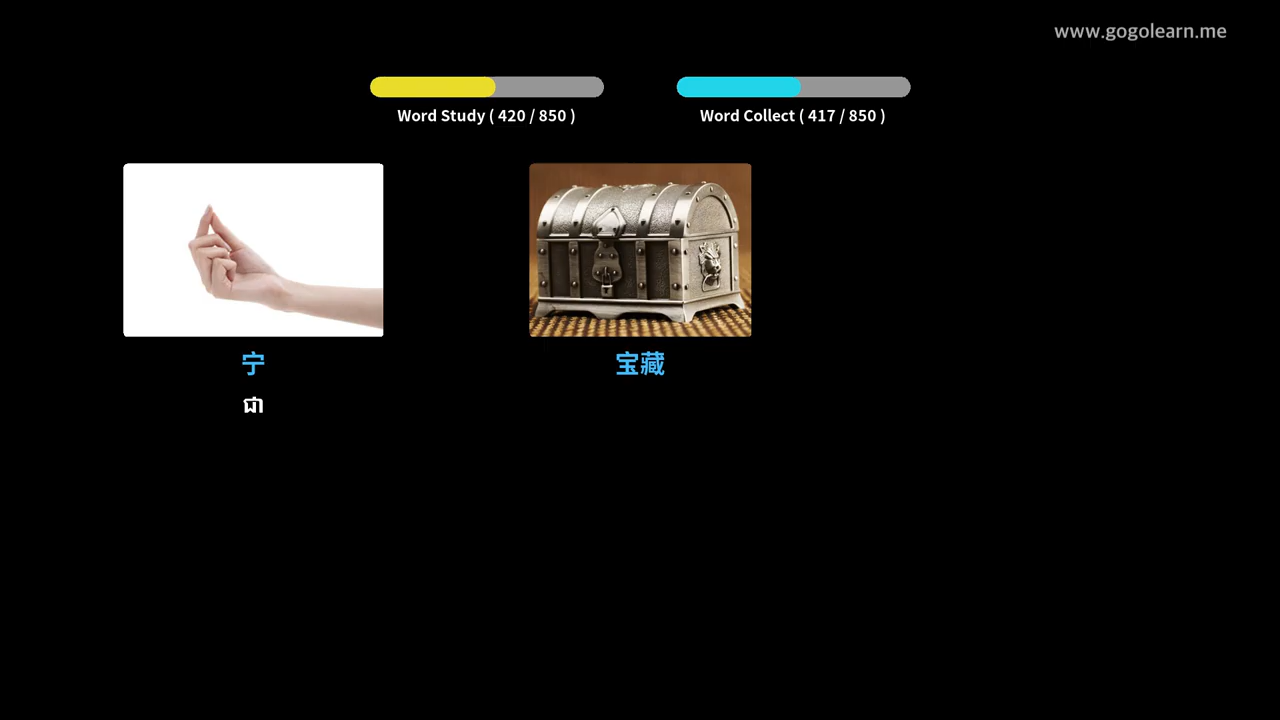 www.gogolearn.me
Word Study ( 420 / 850 )
Word Collect ( 417 / 850 )
宁
宝藏
ជា